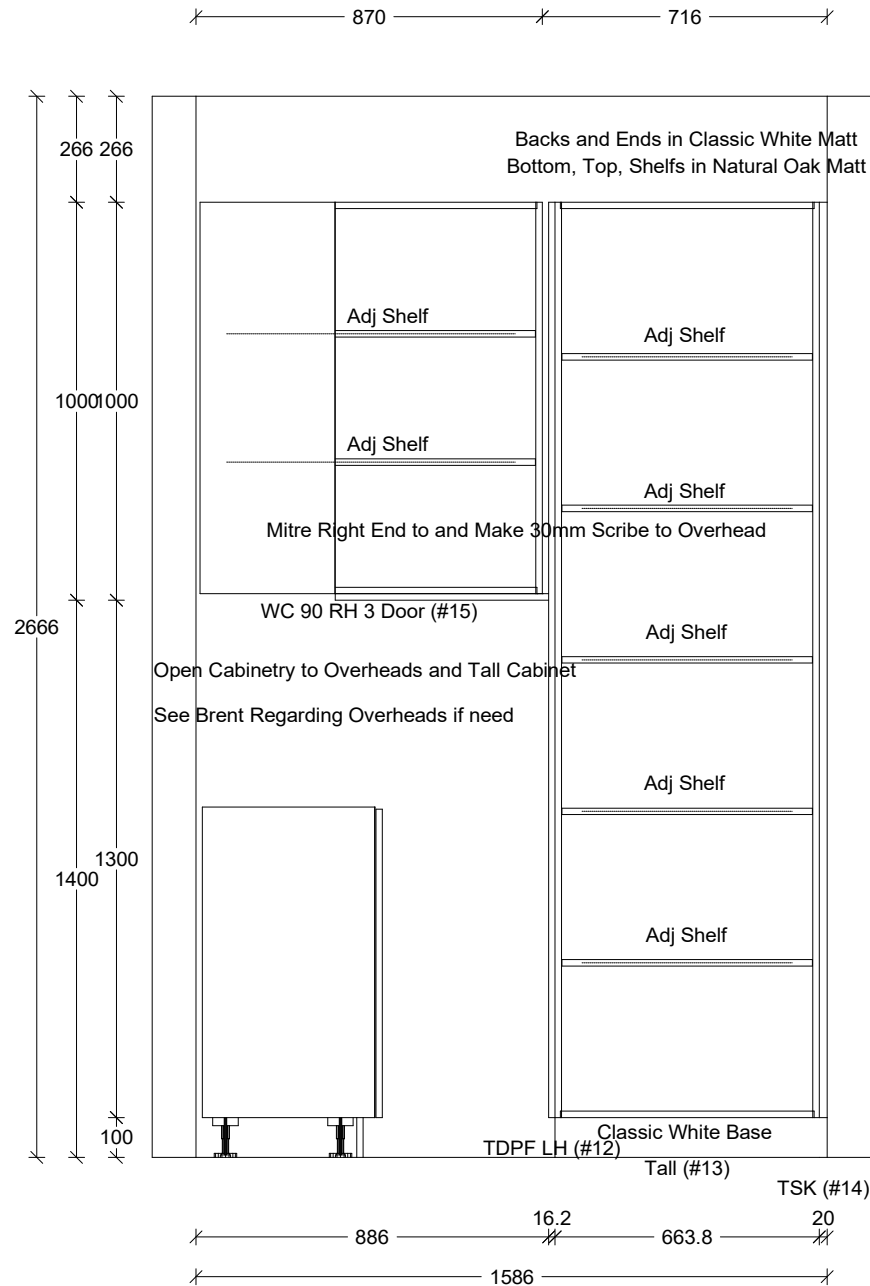 870
716
266
266
Backs and Ends in Classic White Matt
Bottom, Top, Shelfs in Natural Oak Matt
Adj Shelf
Adj Shelf
1000
1000
Adj Shelf
Adj Shelf
Mitre Right End to and Make 30mm Scribe to Overhead
WC 90 RH 3 Door (#15)
2666
Adj Shelf
Open Cabinetry to Overheads and Tall Cabinet
See Brent Regarding Overheads if need
Adj Shelf
1300
1400
Adj Shelf
100
Classic White Base
TDPF LH (#12)
Tall (#13)
TSK (#14)
16.2
20
886
663.8
1586